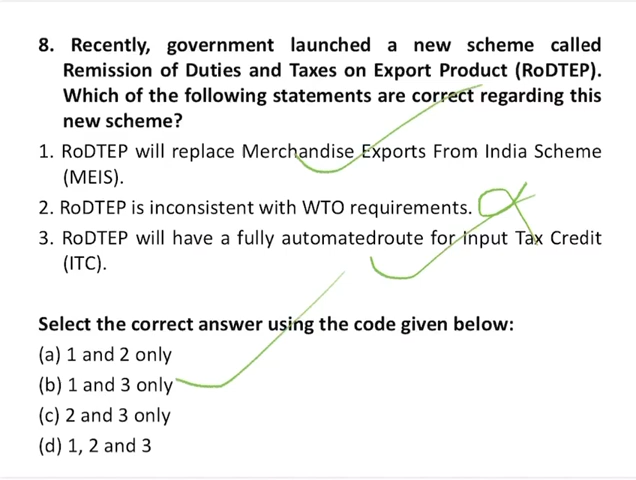 8. Recently, government launched a new scheme called
Remission of Duties and Taxes on Export Product (RoDTEP).
Which of the following statements are correct regarding this
new scheme?
1. RoDTEP will replace Merchandise Exports From India Scheme
(MEIS).
2. RoDTEP is inconsistent with WTO requirements.
3. RoDTEP will have a fully automatedroute for Input Tax Credit
(ITC).
Select the correct answer using the code given below:
(a) 1 and 2 only
(b) 1 and 3 only
(c) 2 and 3 only
(d) 1, 2 and 3